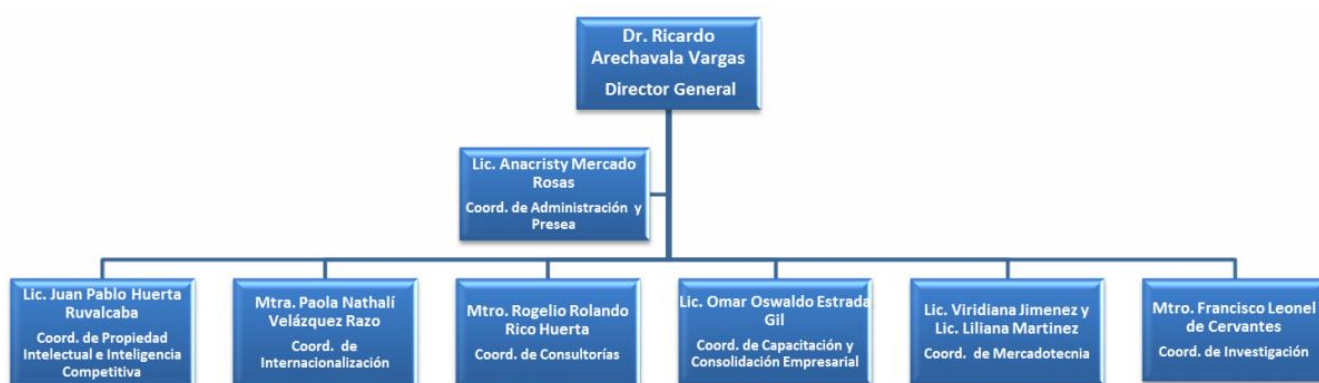 Dr. Ricardo
Arechavala Vargas
Director General
Lic. Anacristy Mercado
Rosas
Coord. de Administración y
Presea
Lic. Juan Pablo Huerta
Ruvalcaba
Coord. de Propiedad
Intelectual e Inteligencia
Competitiva
Mtra. Paola Nathalí
Velázquez Razo
Coord. de
Internacionalización
Mtro. Rogelio Rolando
Rico Huerta
Coord. de Consultorías
Lic. Omar Oswaldo Estrada
Gil
Coord. de Capacitación y
Consolidación Empresarial
Lic. Viridiana Jimenez y
Lic. Liliana Martinez
Coord. de Mercadotecnia
Mtro. Francisco Leonel
de Cervantes
Coord. de Investigación